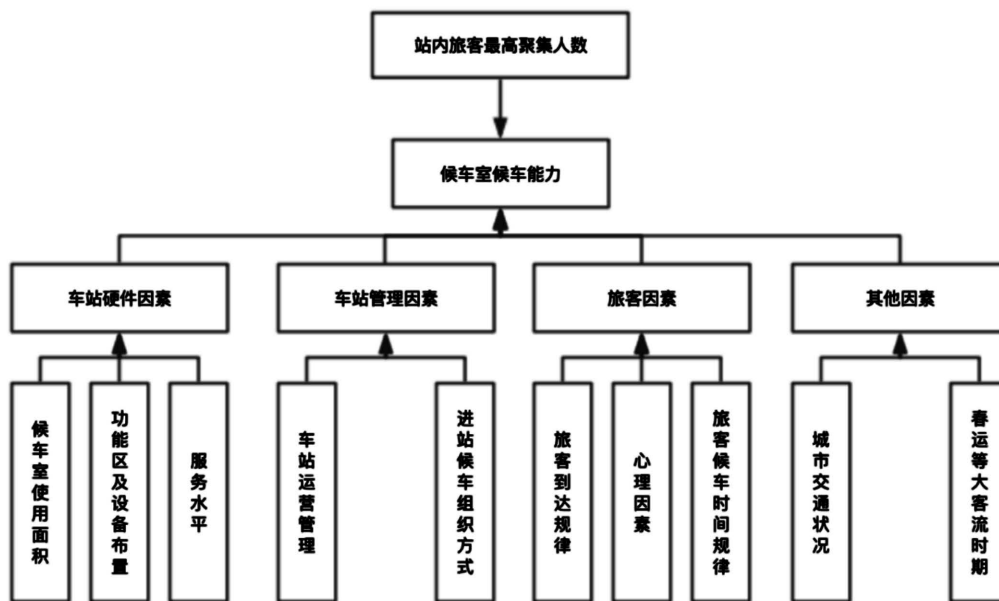 站内旅客最高聚集人数
候车室候车能力
车站硬件因素
车站管理因素
旅客因素
其他因素
候车室使用面积
功能区及设备布置
服务水平
车站运营管理
进站候车组织方式
旅客到达规律
心理因素
旅客候车时间规律
城市交通状况
春运等大客流时期